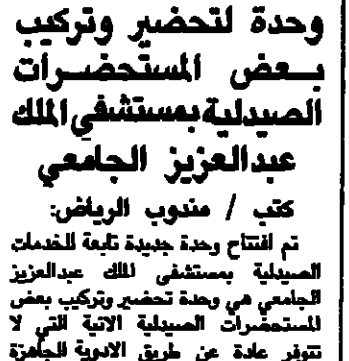 وحدة لتحضير وتركيب
بعض المستحضرات
الصيدلية بمستشفى الملك
عبدالعزيز الجامعي
كتب / مندوب الرياض:
تم افتتاح وحدة جديدة تابعة للخدمات
الصيدلية بمستشفى الملك عبدالعزيز
الجامعي هي وحدة تحضير وتركيب بعض
المستحضرات الصيدلية الاتية التي لا
تتوفر عادة عن طريق الادوية الجاهزة